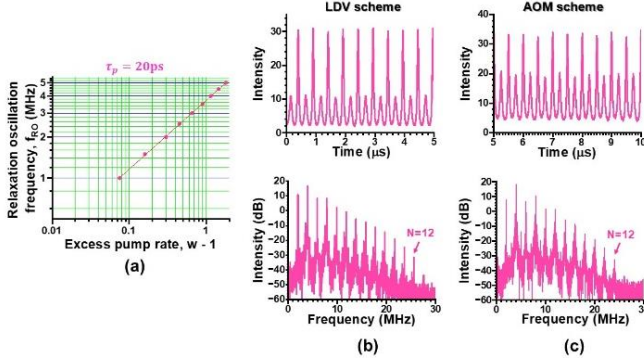 LDV scheme
AOM scheme
τp = 20ps
Relaxation oscillation
frequency, fRO (MHz)
5
4
3
2
1
0.01
0.1
1
Excess pump rate, w - 1
(a)
Intensity
30
20
10
0
0
1
2
3
4
5
Time (μs)
Intensity
40
30
20
10
0
5
6
7
8
9
10
Time (μs)
Intensity (dB)
20
10
0
−10
−20
−30
−40
−50
−60
N=12
0
10
20
30
Frequency (MHz)
(b)
Intensity (dB)
20
10
0
−10
−20
−30
−40
−50
−60
N=12
0
10
20
30
Frequency (MHz)
(c)